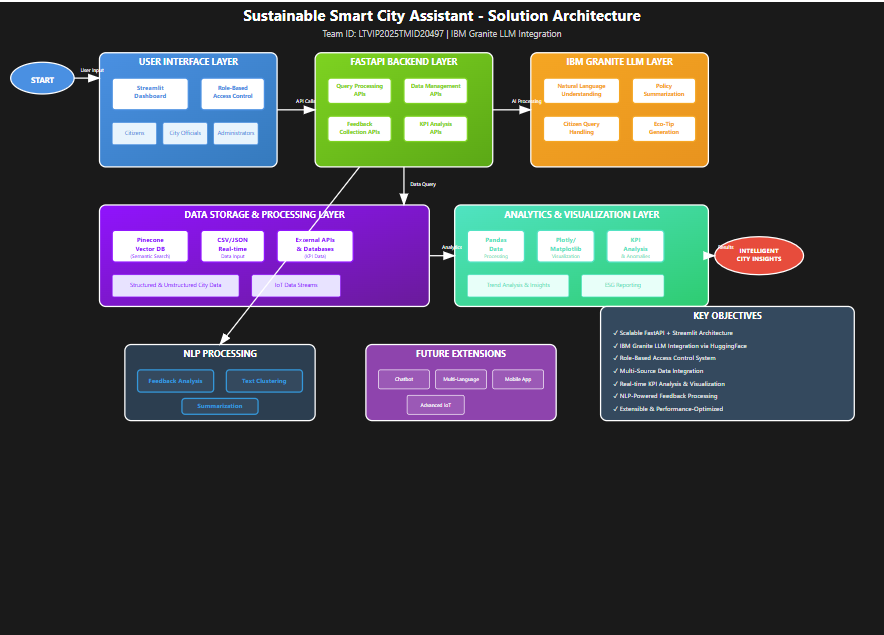 Sustainable Smart City Assistant - Solution Architecture
Team ID: LTVIP2025TMID20497 | IBM Granite LLM Integration
START
User Input
USER INTERFACE LAYER
Streamlit
Dashboard
Role-Based
Access Control
Citizens
City Officials
Administrators
API Calls
FASTAPI BACKEND LAYER
Query Processing
APIs
Data Management
APIs
Feedback
Collection APIs
KPI Analysis
APIs
AI Processing
IBM GRANITE LLM LAYER
Natural Language
Understanding
Policy
Summarization
Citizen Query
Handling
Eco-Tip
Generation
Data Query
DATA STORAGE & PROCESSING LAYER
Pinecone
Vector DB
(Semantic Search)
CSV/JSON
Real-time
Data Input
External APIs
& Databases
(KPI Data)
Structured & Unstructured City Data
IoT Data Streams
Analytics
ANALYTICS & VISUALIZATION LAYER
Pandas
Data
Processing
Plotly/
Matplotlib
Visualization
KPI
Analysis
& Anomalies
Trend Analysis & Insights
ESG Reporting
Results
INTELLIGENT
CITY INSIGHTS
NLP PROCESSING
Feedback Analysis
Text Clustering
Summarization
FUTURE EXTENSIONS
Chatbot
Multi-Language
Mobile App
Advanced IoT
KEY OBJECTIVES
✓ Scalable FastAPI + Streamlit Architecture
✓ IBM Granite LLM Integration via HuggingFace
✓ Role-Based Access Control System
✓ Multi-Source Data Integration
✓ Real-time KPI Analysis & Visualization
✓ NLP-Powered Feedback Processing
✓ Extensible & Performance-Optimized